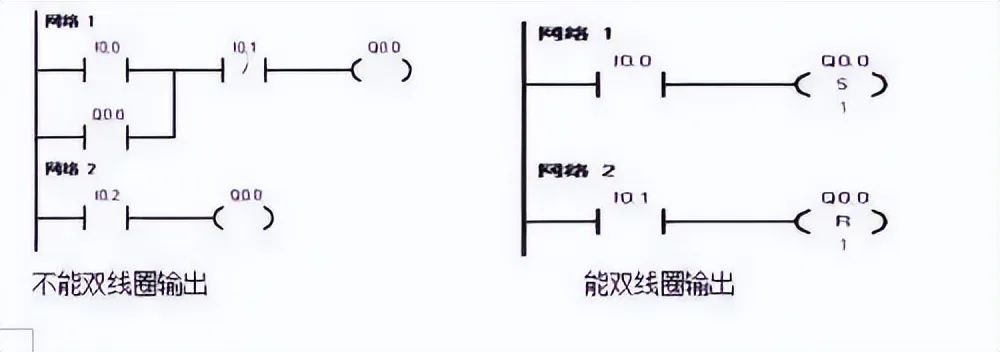 网络 1
I0.0 I0.1 Q0.0
Q0.0
网络 2
I0.2 Q0.0
不能双线圈输出
网络 1
I0.0 Q0.0
S
1
网络 2
I0.1 Q0.0
R
1
能双线圈输出